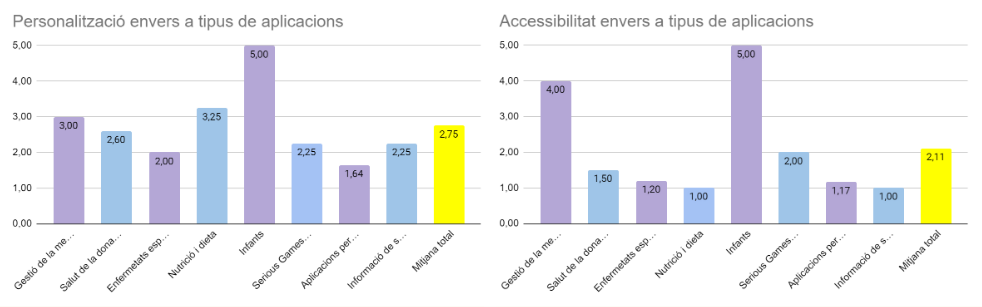 Personalització envers a tipus de aplicacions
5,00
4,00
3,00
2,00
1,00
0,00
3,00
2,60
2,00
3,25
5,00
2,25
1,64
2,25
2,75
Gestió de la me…
Salut de la dona…
Enfermetats esp…
Nutrició i dieta
Infants
Serious Games…
Aplicacions per…
Informació de s…
Mitjana total
Accessibilitat envers a tipus de aplicacions
5,00
4,00
3,00
2,00
1,00
0,00
4,00
1,50
1,20
1,00
5,00
2,00
1,17
1,00
2,11
Gestió de la me…
Salut de la dona…
Enfermetats esp…
Nutrició i dieta
Infants
Serious Games…
Aplicacions per…
Informació de s…
Mitjana total